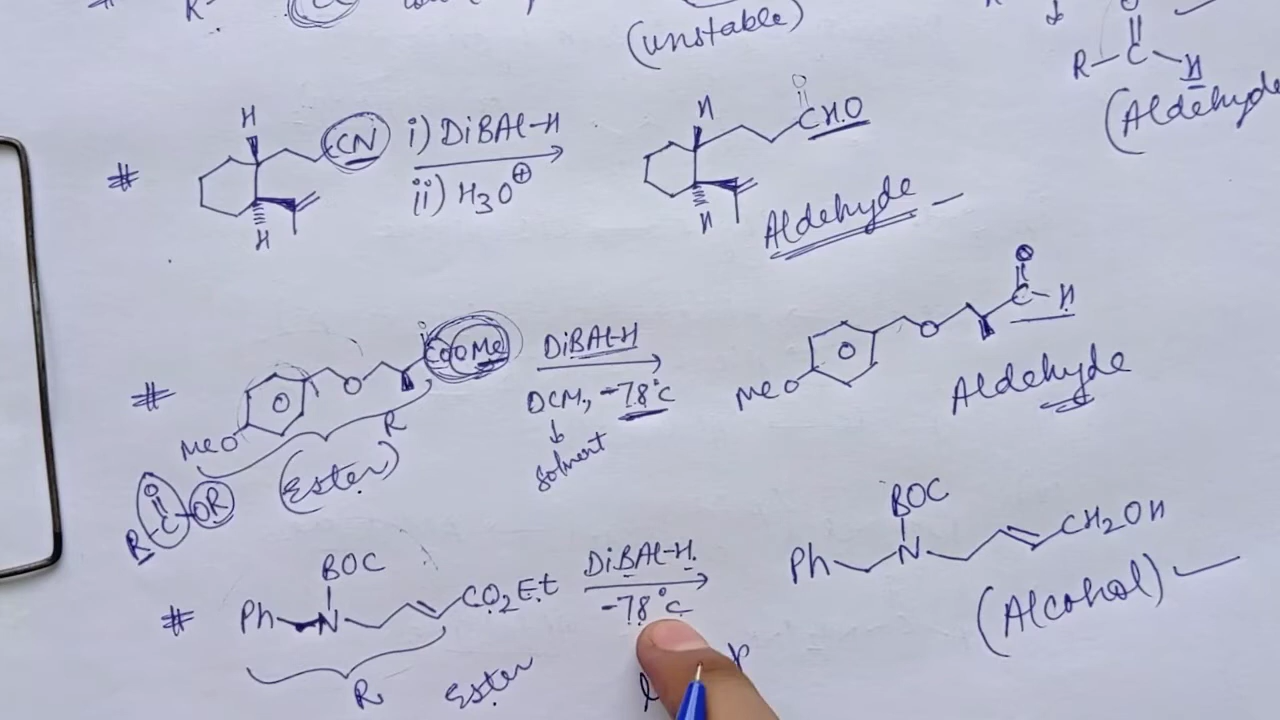 (unstable)
O
R-C-H
(Aldehyde
# H CN i) DiBAl-H H CHO
ii) H3O⊕
H H Aldehyde
# COOMe DiBAl-H O
C-H
MeO O DCM, -78°C MeO O Aldehyde
R solvent
(Ester)
O
R-C-OR
BOC DiBAl-H. BOC
# Ph N CO2Et -78°C Ph N CH2OH
R Ester (Alcohol)